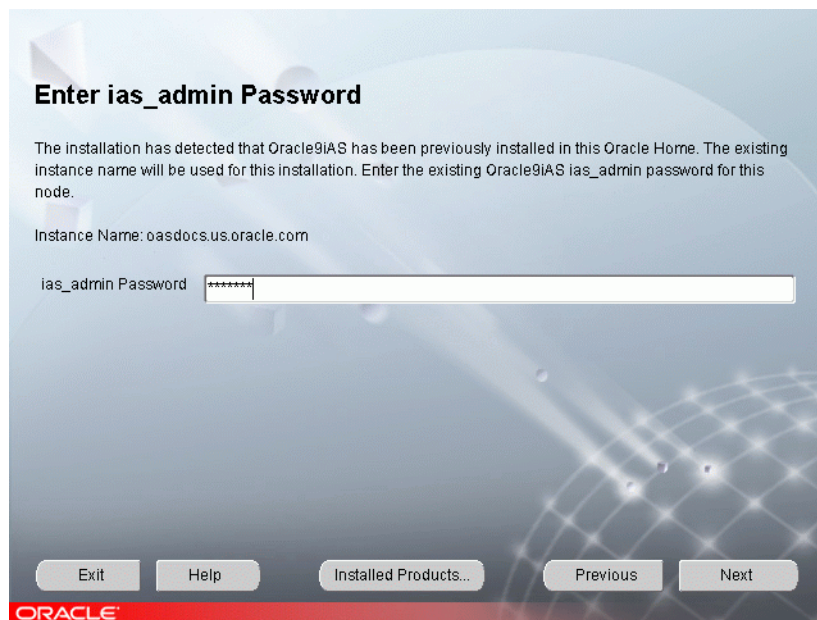 Enter ias_admin Password
The installation has detected that Oracle9iAS has been previously installed in this Oracle Home. The existing
instance name will be used for this installation. Enter the existing Oracle9iAS ias_admin password for this
node.
Instance Name: oasdocs.us.oracle.com
ias_admin Password *******
Exit Help Installed Products... Previous Next
ORACLE